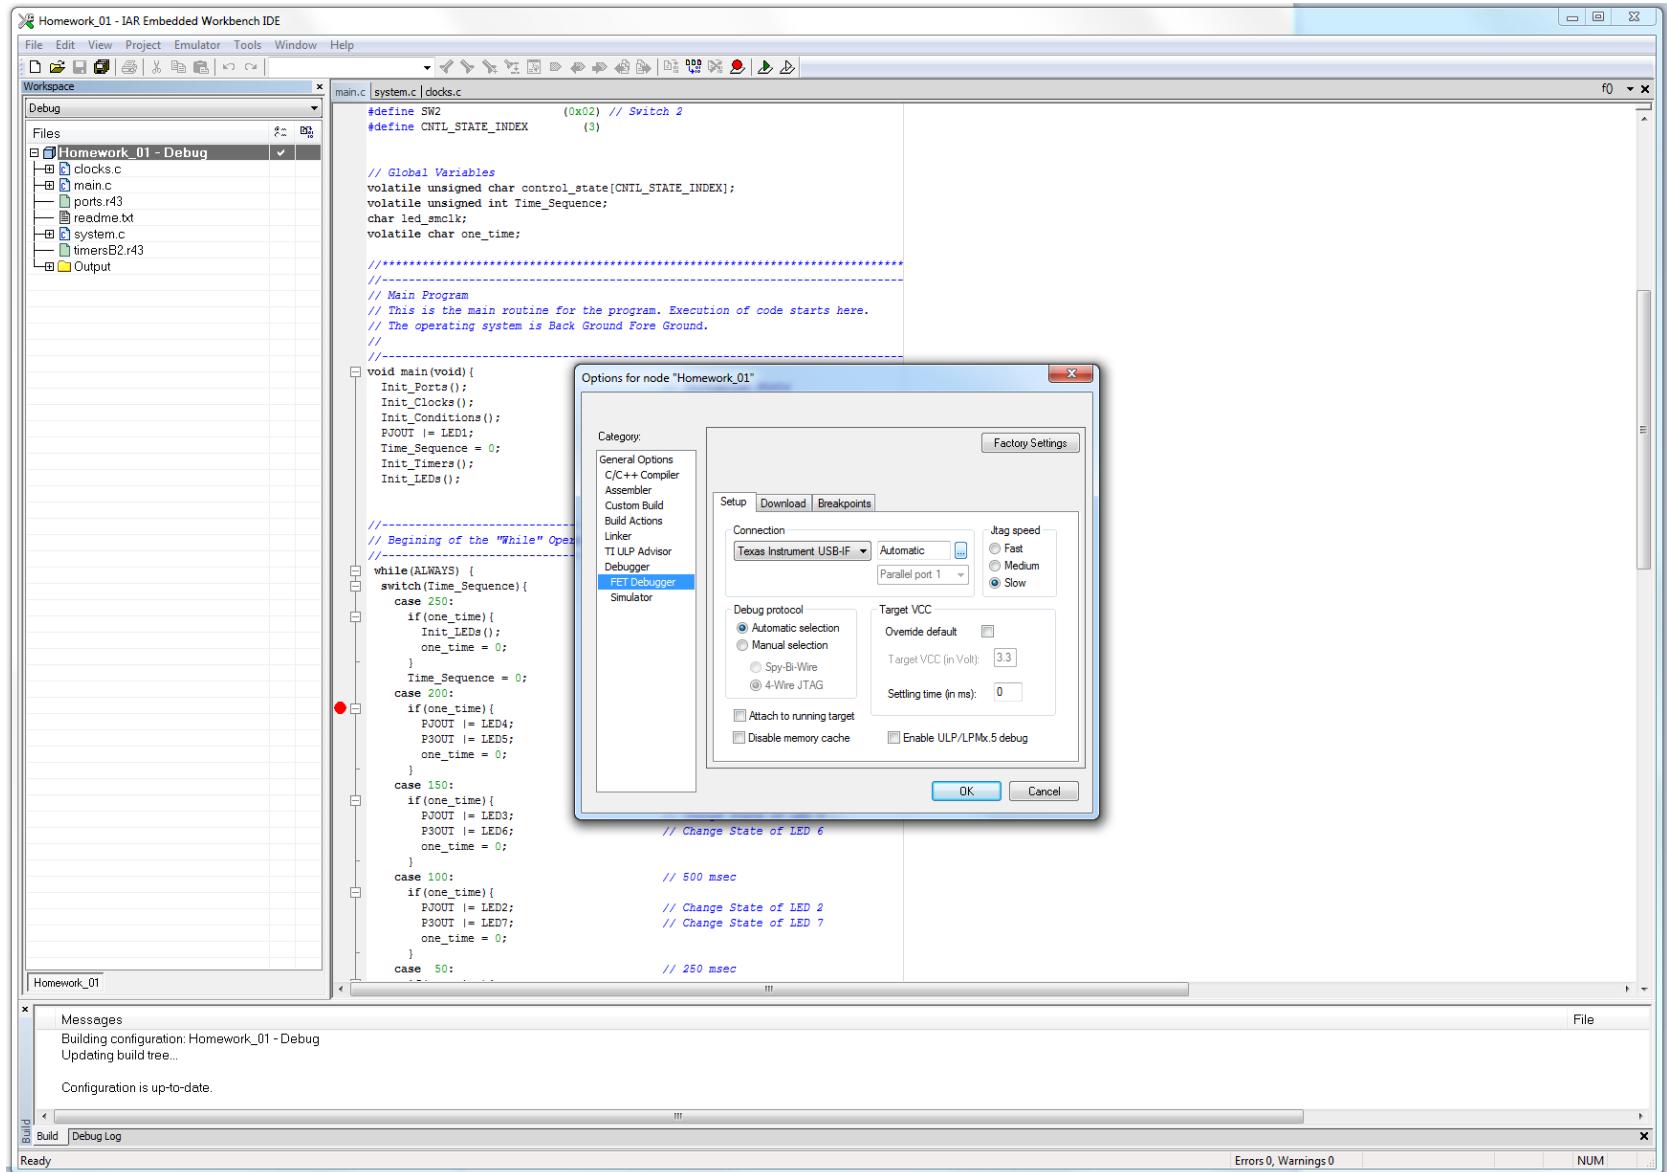 Homework_01 - IAR Embedded Workbench IDE
File Edit View Project Emulator Tools Window Help
Workspace
main.c system.c clocks.c f()
Debug
Files
Homework_01 - Debug
clocks.c
main.c
ports.r43
readme.txt
system.c
timersB2.r43
Output
Homework_01
#define SW2 (0x02) // Switch 2
#define CNTL_STATE_INDEX (3)
// Global Variables
volatile unsigned char control_state[CNTL_STATE_INDEX];
volatile unsigned int Time_Sequence;
char led_smclk;
volatile char one_time;
//******************************************************************************
//------------------------------------------------------------------------------
// Main Program
// This is the main routine for the program. Execution of code starts here.
// The operating system is Back Ground Fore Ground.
//
//------------------------------------------------------------------------------
void main(void){
Init_Ports();
Init_Clocks();
Init_Conditions();
PJOUT |= LED1;
Time_Sequence = 0;
Init_Timers();
Init_LEDs();
//-----------------------------
// Begining of the "While" Oper
//-----------------------------
while(ALWAYS) {
switch(Time_Sequence){
case 250:
if(one_time){
Init_LEDs();
one_time = 0;
}
Time_Sequence = 0;
case 200:
if(one_time){
PJOUT |= LED4;
P3OUT |= LED5;
one_time = 0;
}
case 150:
if(one_time){
PJOUT |= LED3;
P3OUT |= LED6; // Change State of LED 6
one_time = 0;
}
case 100: // 500 msec
if(one_time){
PJOUT |= LED2; // Change State of LED 2
P3OUT |= LED7; // Change State of LED 7
one_time = 0;
}
case 50: // 250 msec
Options for node "Homework_01"
Category:
General Options
C/C++ Compiler
Assembler
Custom Build
Build Actions
Linker
TI ULP Advisor
Debugger
FET Debugger
Simulator
Factory Settings
Setup Download Breakpoints
Connection
Texas Instrument USB-IF Automatic ...
Parallel port 1
Jtag speed
Fast
Medium
Slow
Debug protocol
Automatic selection
Manual selection
Spy-Bi-Wire
4-Wire JTAG
Target VCC
Override default
Target VCC (in Volt): 3.3
Settling time (in ms): 0
Attach to running target
Disable memory cache Enable ULP/LPMx.5 debug
OK Cancel
Messages File
Building configuration: Homework_01 - Debug
Updating build tree...
Configuration is up-to-date.
Build
Build Debug Log
Ready Errors 0, Warnings 0 NUM